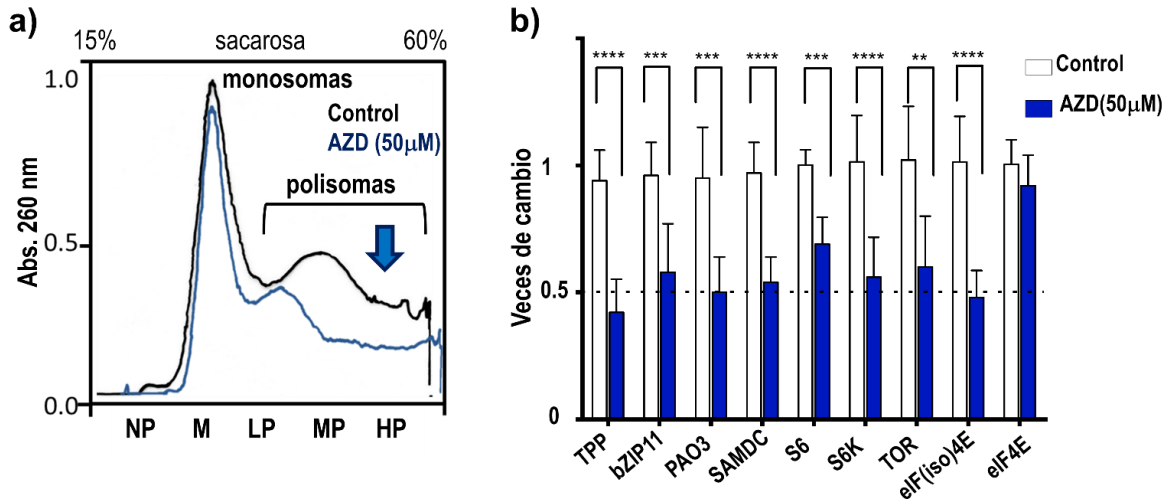 a)
15% sacarosa 60%
1.0
monosomas
Control
AZD (50µM)
polisomas
Abs. 260 nm
0.5
0.0
NP M LP MP HP
b)
**** *** *** **** *** **** ** ****
Control
AZD(50µM)
Veces de cambio
1
0.5
0
TPP bZIP11 PAO3 SAMDC S6 S6K TOR eIF(iso)4E eIF4E